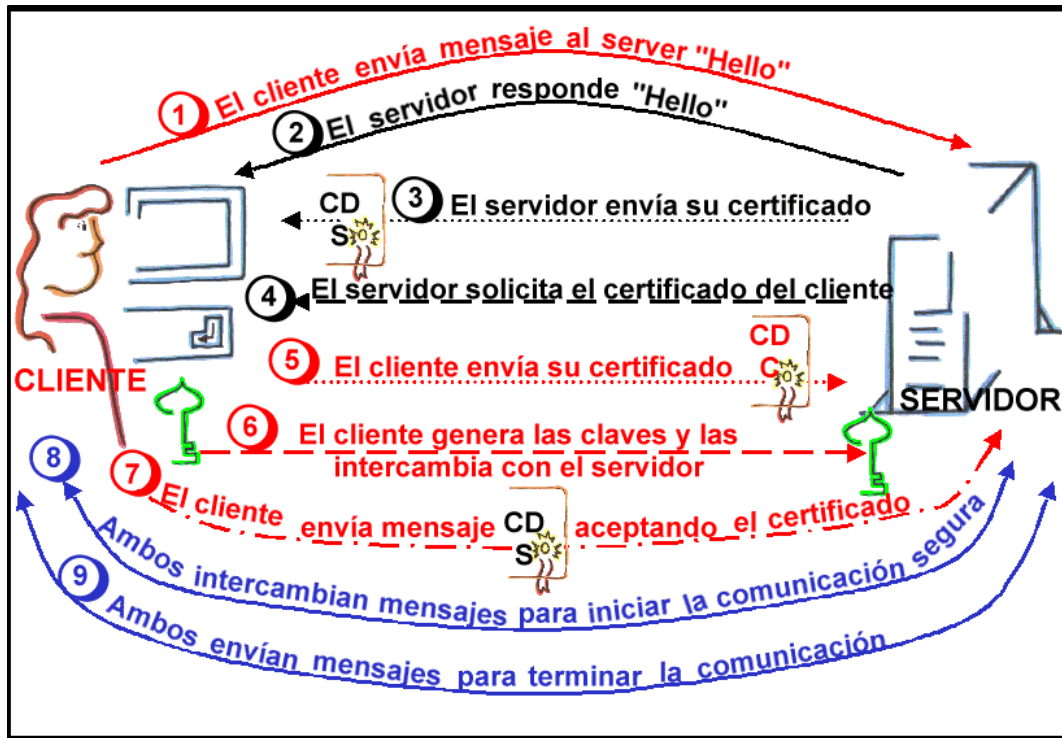 1 El cliente envía mensaje al server "Hello"
2 El servidor responde "Hello"
CD
S
3 El servidor envía su certificado
4 El servidor solicita el certificado del cliente
5 El cliente envía su certificado
CD
C
CLIENTE
SERVIDOR
6 El cliente genera las claves y las
intercambia con el servidor
7 El cliente envía mensaje CD aceptando el certificado
S
8 Ambos intercambian mensajes para iniciar la comunicación segura
9 Ambos envían mensajes para terminar la comunicación